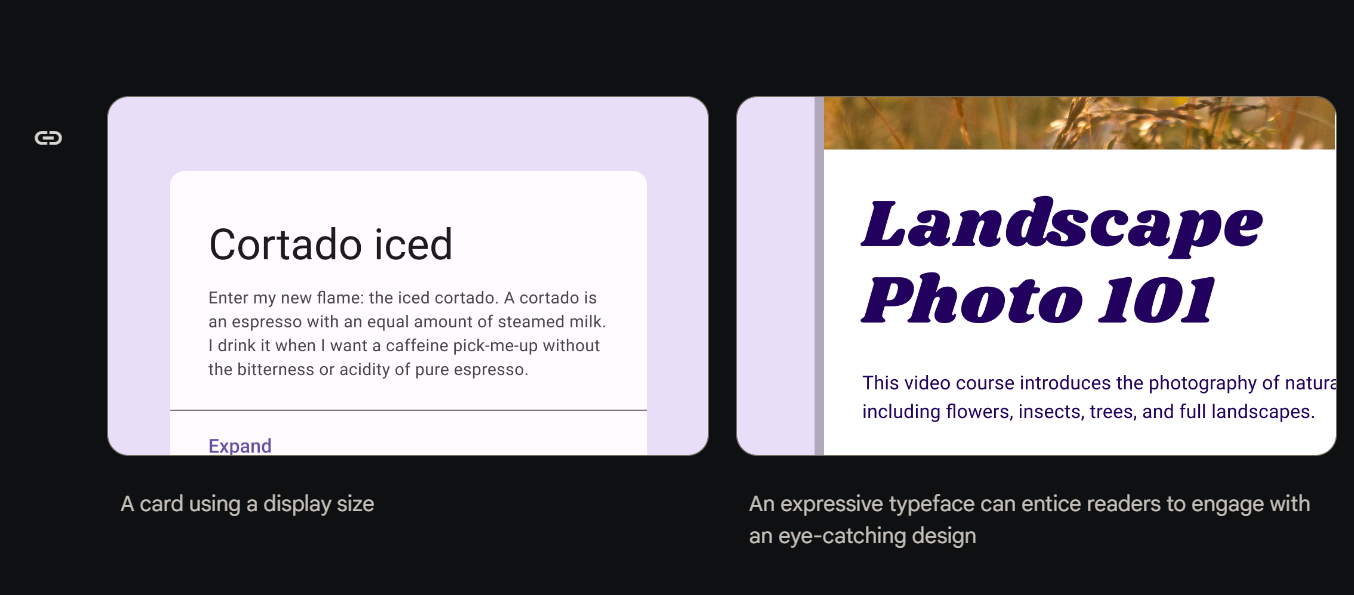 Cortado iced
Enter my new flame: the iced cortado. A cortado is
an espresso with an equal amount of steamed milk.
I drink it when I want a caffeine pick-me-up without
the bitterness or acidity of pure espresso.
Expand
A card using a display size
Landscape
Photo 101
This video course introduces the photography of natura
including flowers, insects, trees, and full landscapes.
An expressive typeface can entice readers to engage with
an eye-catching design